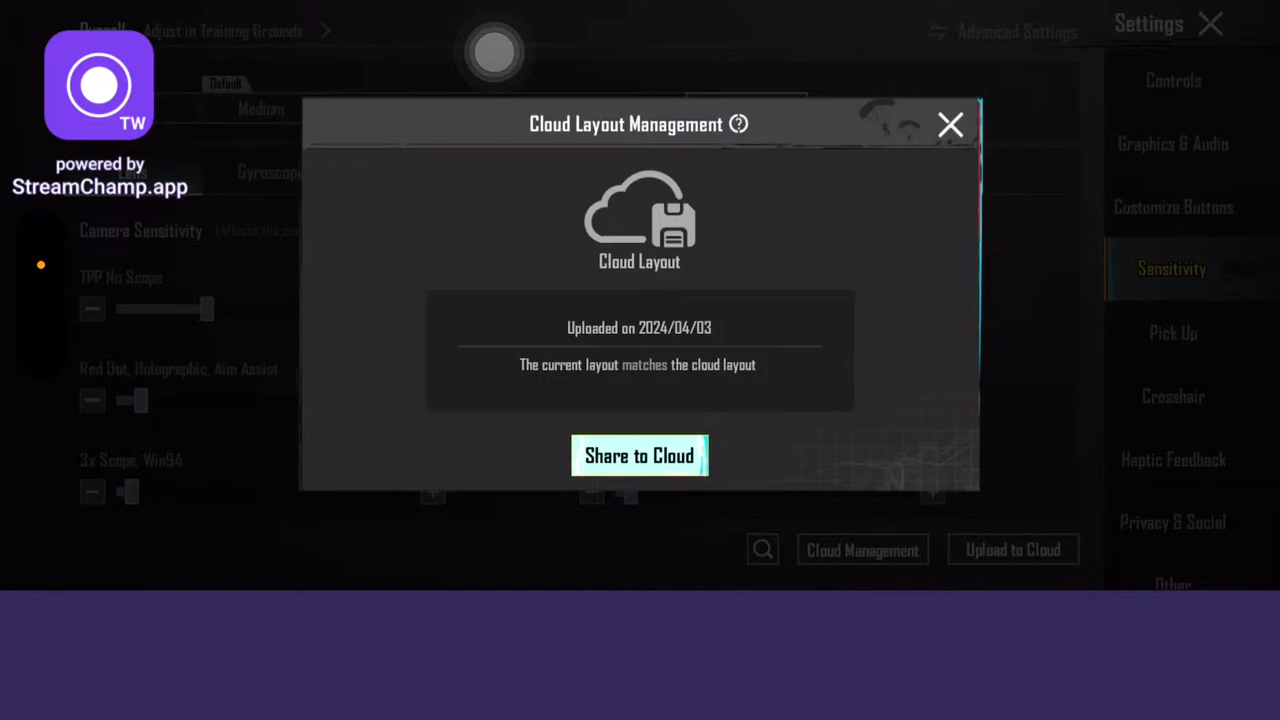 Overall Adjust in Training Grounds
Advanced Settings
Settings
TW
powered by
StreamChamp.app
Default
Medium
Lens
Gyroscope
Camera Sensitivity
TPP No Scope
Red Dot, Holographic, Aim Assist
3x Scope, Win94
Cloud Layout Management ?
Cloud Layout
Uploaded on 2024/04/03
The current layout matches the cloud layout
Share to Cloud
Cloud Management
Upload to Cloud
Controls
Graphics & Audio
Customize Buttons
Sensitivity
Pick Up
Crosshair
Haptic Feedback
Privacy & Social
Other